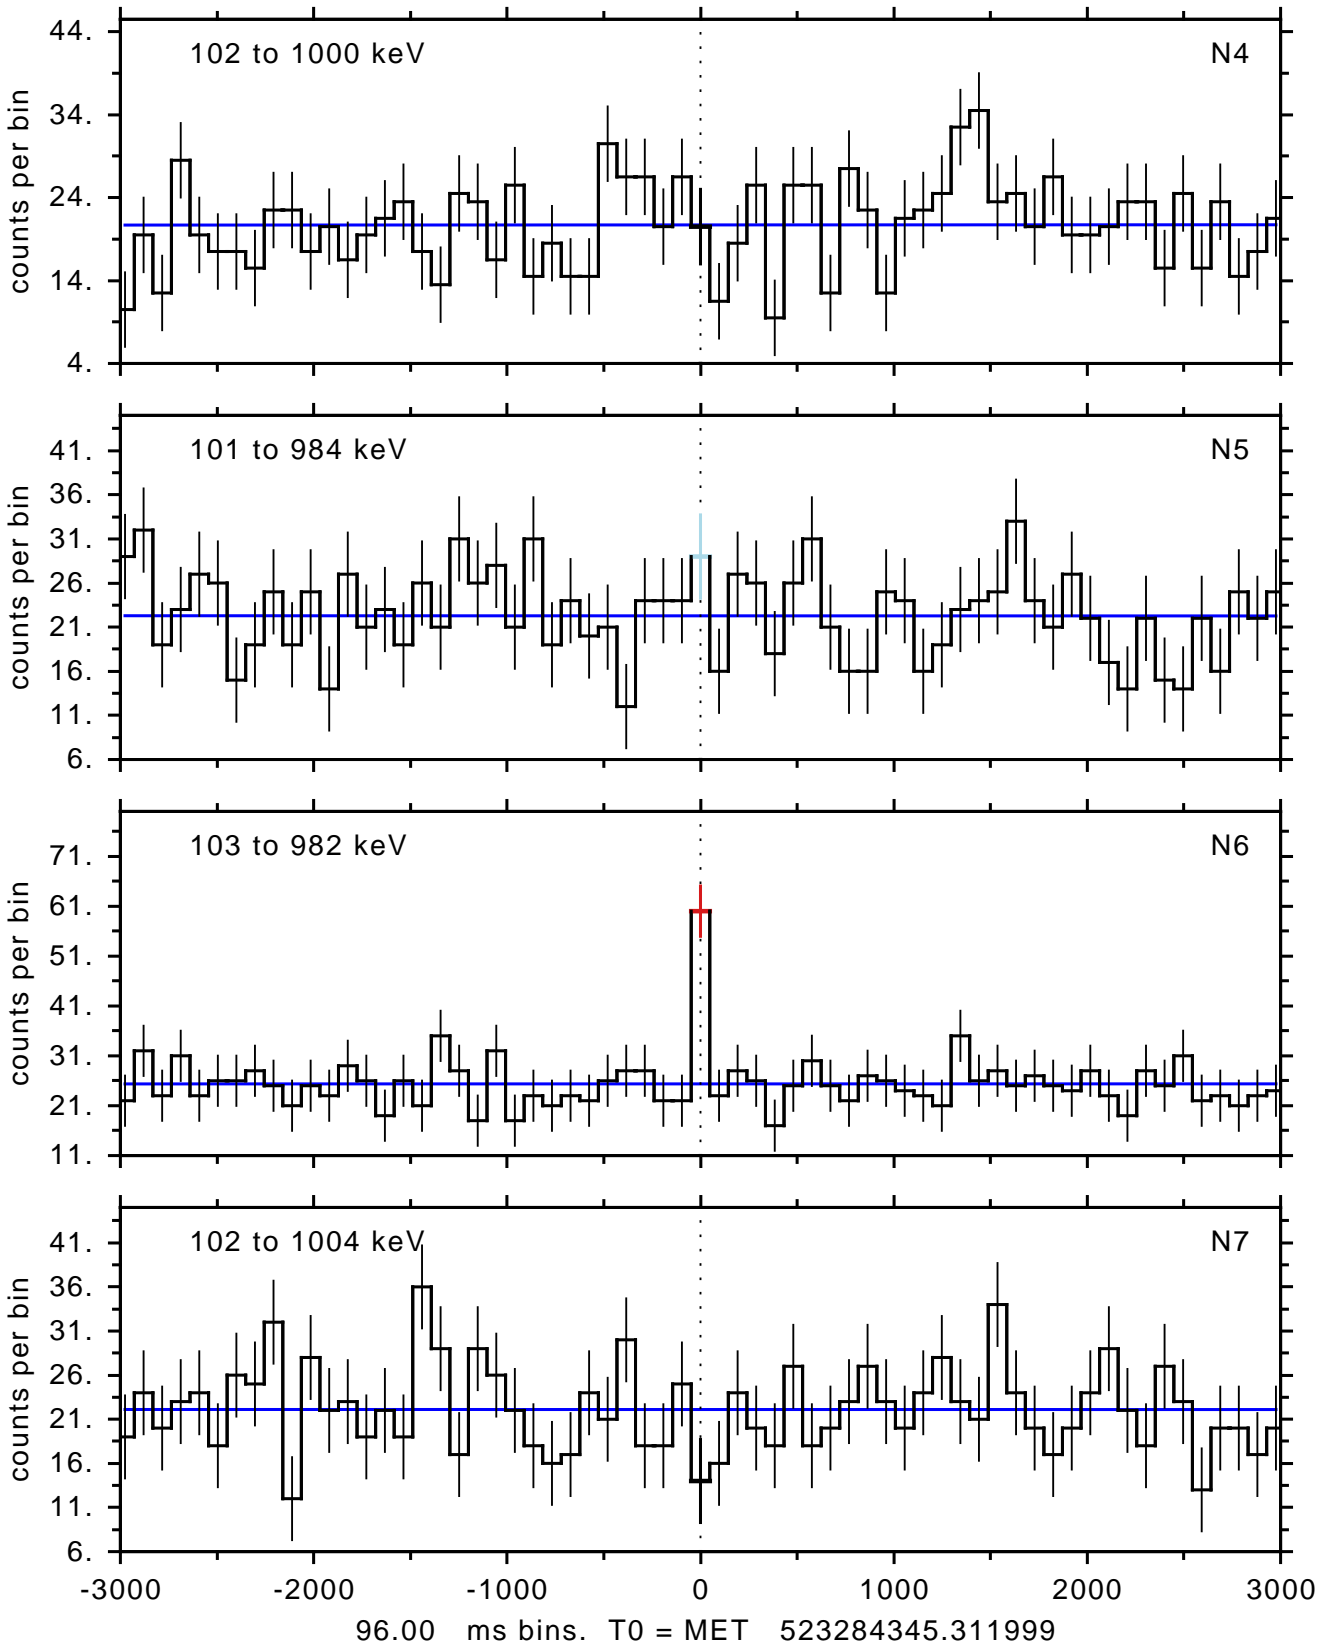 102 to 1000 keV N4
counts per bin
44.
34.
24.
14.
4.
101 to 984 keV N5
counts per bin
41.
36.
31.
26.
21.
16.
11.
6.
103 to 982 keV N6
counts per bin
71.
61.
51.
41.
31.
21.
11.
102 to 1004 keV N7
counts per bin
41.
36.
31.
26.
21.
16.
11.
6.
-3000 -2000 -1000 0 1000 2000 3000
96.00 ms bins. T0 = MET 523284345.311999